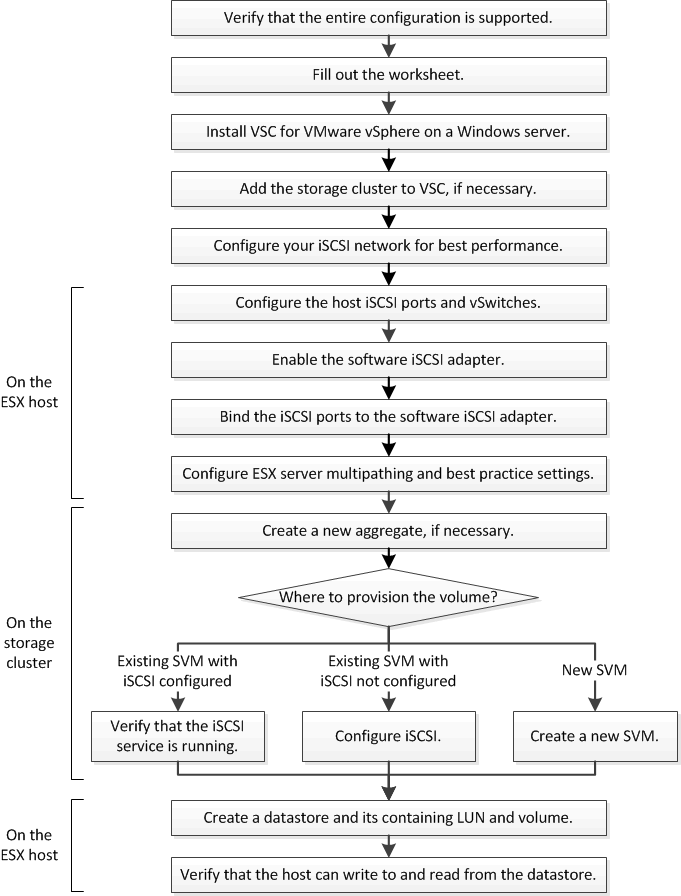 Verify that the entire configuration is supported.
Fill out the worksheet.
Install VSC for VMware vSphere on a Windows server.
Add the storage cluster to VSC, if necessary.
Configure your iSCSI network for best performance.
On the
ESX host
Configure the host iSCSI ports and vSwitches.
Enable the software iSCSI adapter.
Bind the iSCSI ports to the software iSCSI adapter.
Configure ESX server multipathing and best practice settings.
On the
storage
cluster
Create a new aggregate, if necessary.
Where to provision the volume?
Existing SVM with
iSCSI configured
Existing SVM with
iSCSI not configured
New SVM
Verify that the iSCSI
service is running.
Configure iSCSI.
Create a new SVM.
On the
ESX host
Create a datastore and its containing LUN and volume.
Verify that the host can write to and read from the datastore.